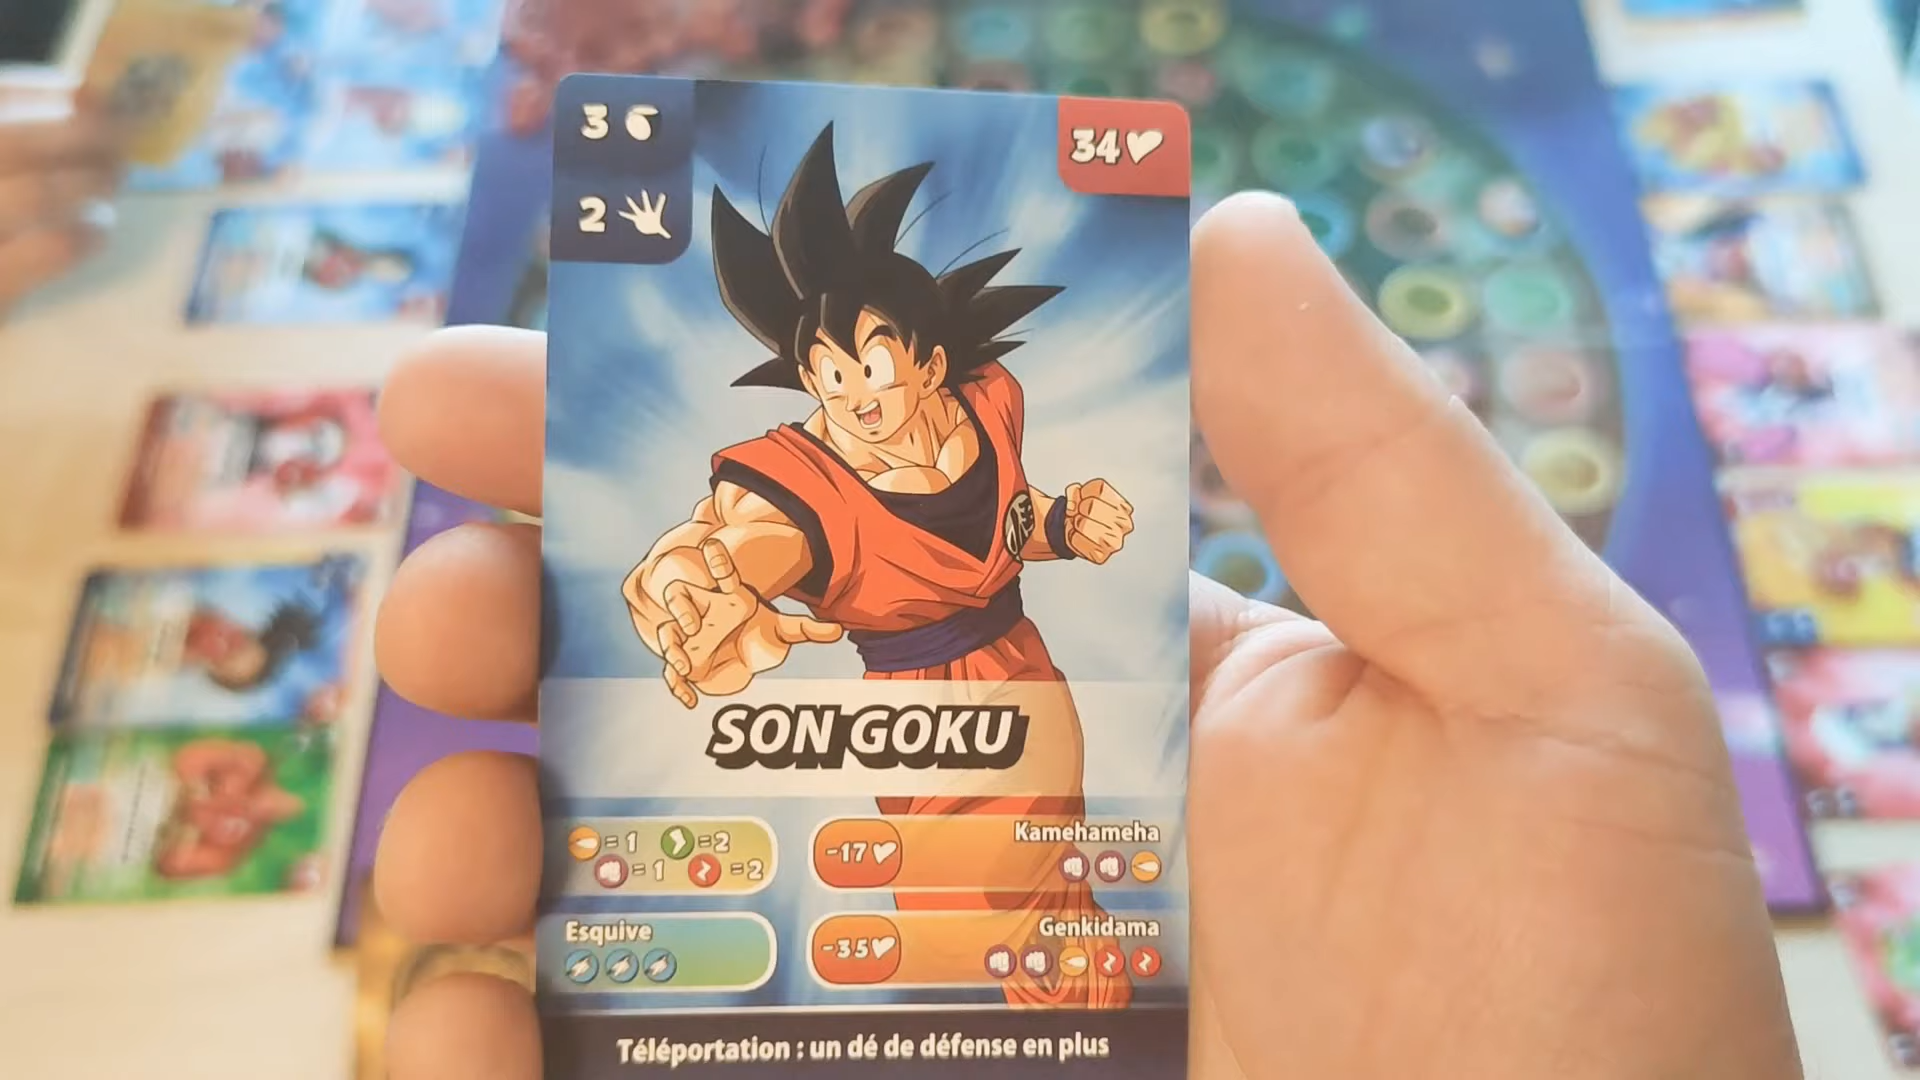 3
2
34
SON GOKU
=1 =2
=1 =2
-17 Kamehameha
Esquive
-35 Genkidama
Téléportation : un dé de défense en plus